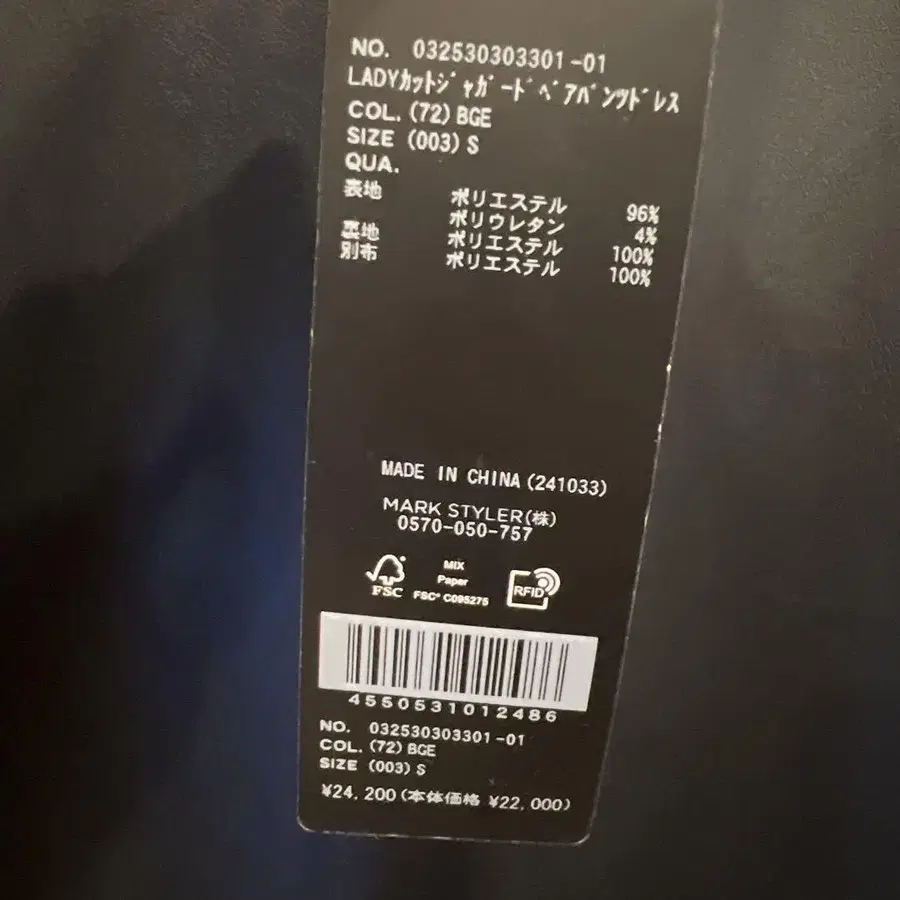 NO. 032530303301-01
LADYカットジャガードベアパンツドレス
COL. (72) BGE
SIZE (003) S
QUA.
表地 ポリエステル 96%
ポリウレタン 4%
裏地 ポリエステル 100%
別布 ポリエステル 100%
MADE IN CHINA (241033)
MARK STYLER(株)
0570-050-757
FSC MIX Paper FSC® C095275 RFID
4550531012486
NO. 032530303301-01
COL. (72) BGE
SIZE (003) S
¥24,200(本体価格 ¥22,000)